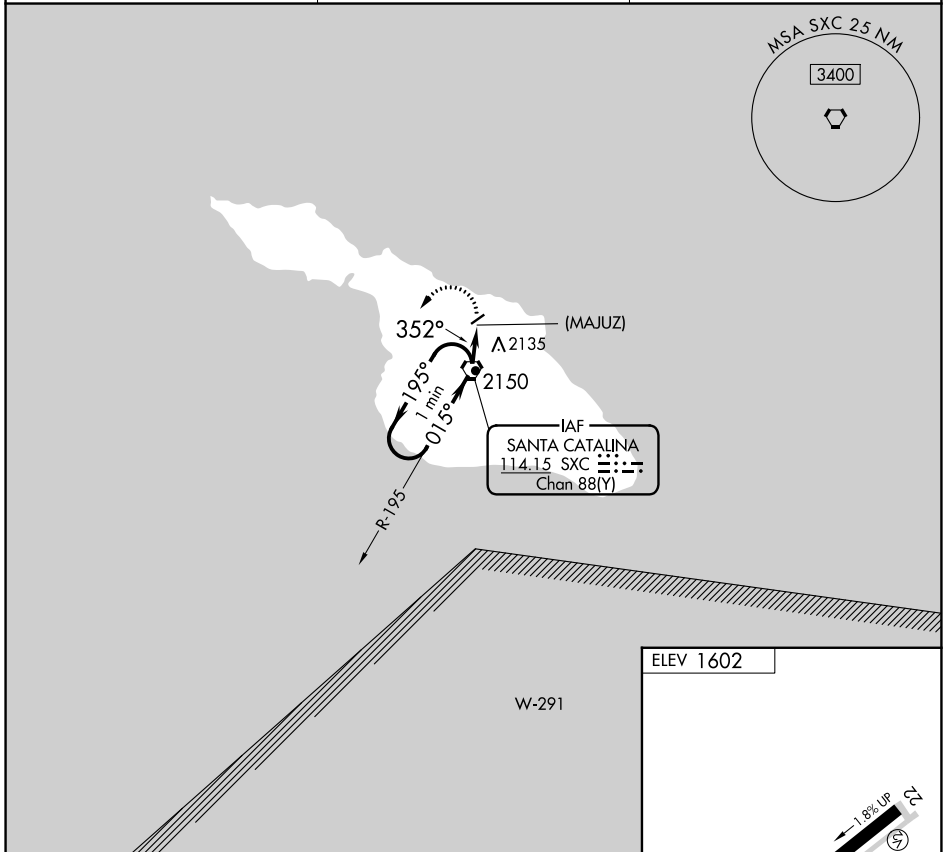 MSA SXC 25 NM
3400
(MAJUZ)
352°
2135
2150
195°
1 min
015°
IAF
SANTA CATALINA
114.15 SXC
Chan 88(Y)
R-195
ELEV 1602
W-291
1.8% UP
22